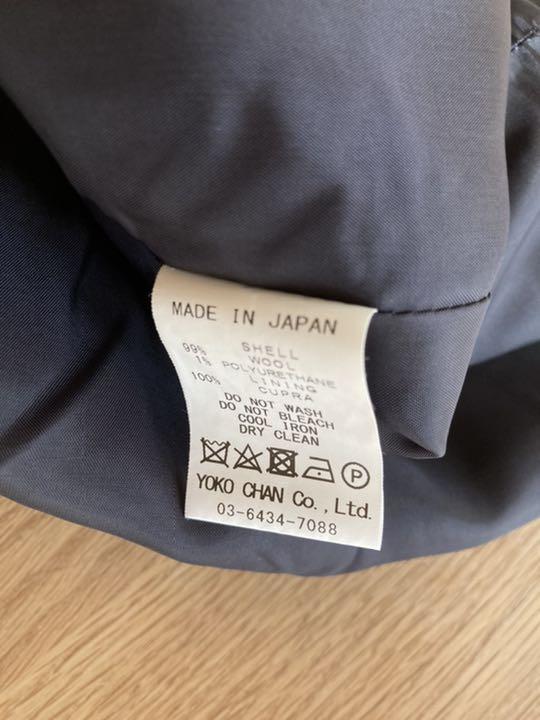 MADE IN JAPAN
SHELL
99% WOOL
1% POLYURETHANE
LINING
100% CUPRA
DO NOT WASH
DO NOT BLEACH
COOL IRON
DRY CLEAN
P
YOKO CHAN Co., Ltd.
03-6434-7088